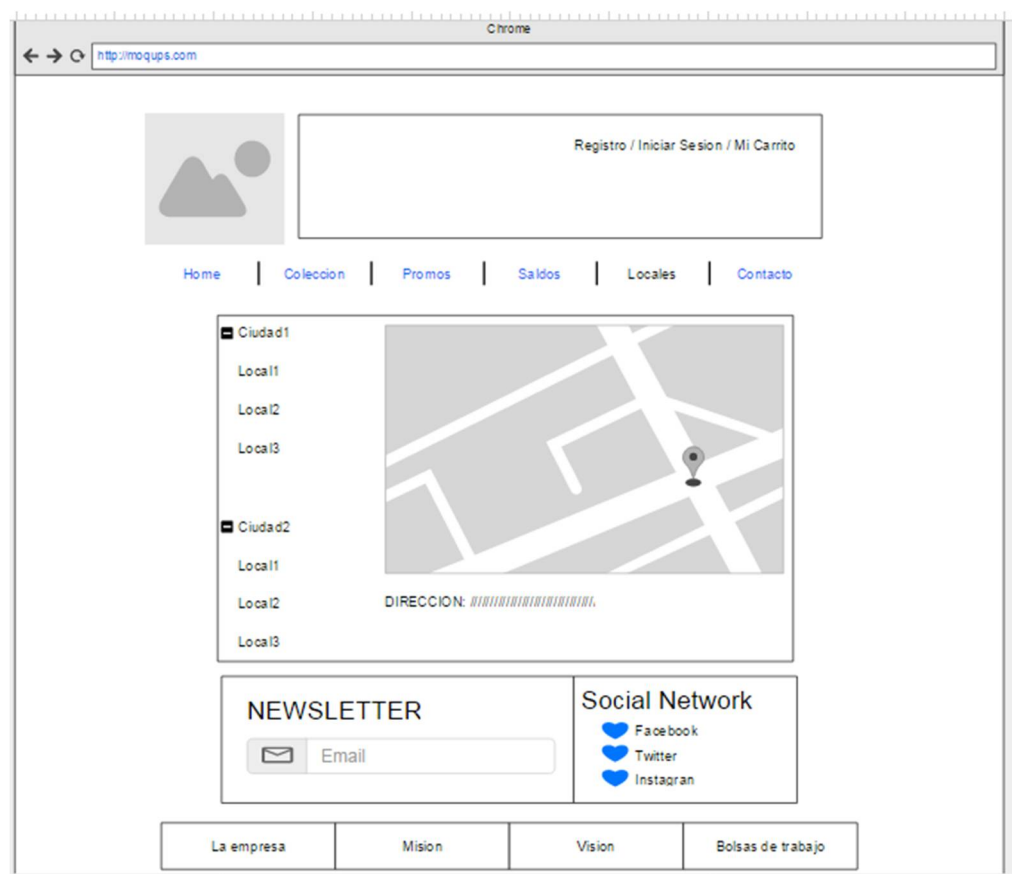 Chrome
http://moqups.com
Registro / Iniciar Sesion / Mi Carrito
Home Coleccion Promos Saldos Locales Contacto
Ciudad1
Local1
Local2
Local3
Ciudad2
Local1
Local2
Local3
DIRECCION: ////////////////////////////////.
NEWSLETTER
Email
Social Network
Facebook
Twitter
Instagran
La empresa Mision Vision Bolsas de trabajo